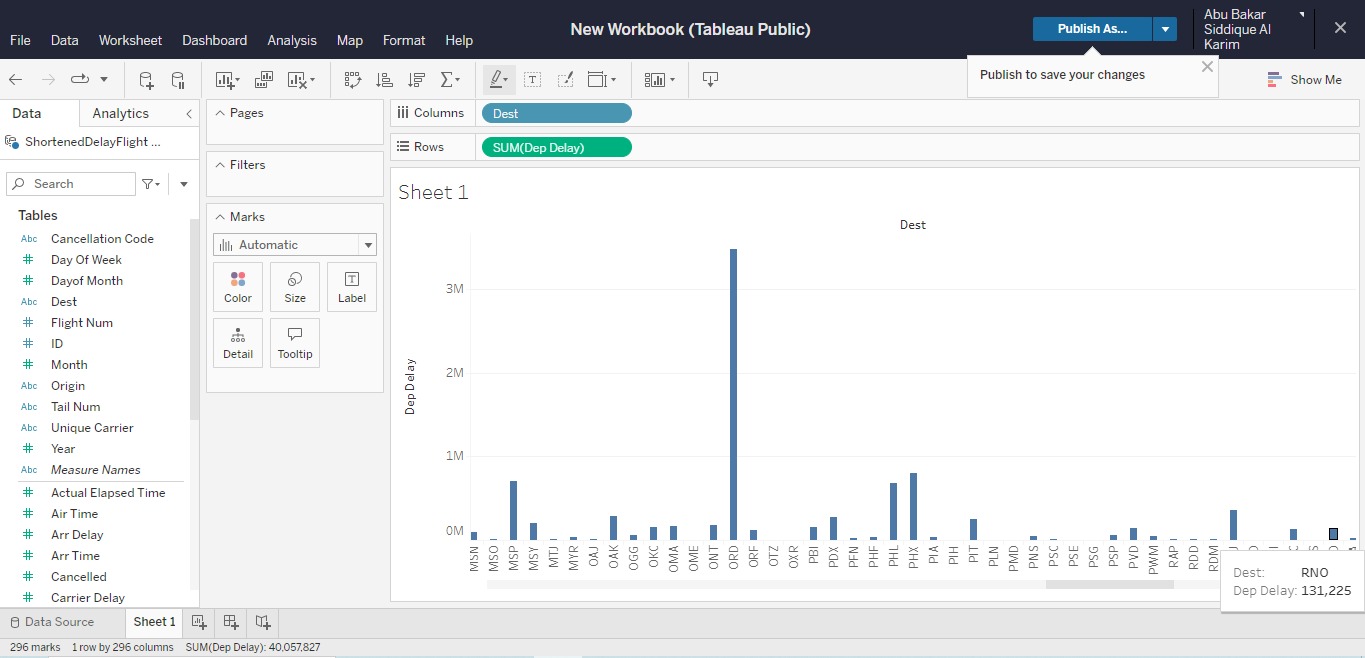 New Workbook (Tableau Public)
Publish As...
Abu Bakar
Siddique Al
Karim
File Data Worksheet Dashboard Analysis Map Format Help
Publish to save your changes
Show Me
Data Analytics
Pages
Columns Dest
ShortenedDelayFlight ...
Rows SUM(Dep Delay)
Filters
Search
Sheet 1
Tables
Marks
Dest
Abc Cancellation Code
Automatic
Day Of Week
Dayof Month
Abc Dest
Color Size Label
Flight Num
ID
Detail Tooltip
Month
Abc Origin
Abc Tail Num
Abc Unique Carrier
Year
Abc Measure Names
Actual Elapsed Time
Air Time
Arr Delay
Arr Time
Cancelled
Carrier Delay
Dep Delay
3M
2M
1M
0M
MSN MSO MSP MSY MTJ MYR OAJ OAK OGG OKC OMA OME ONT ORD ORF OTZ OXR PBI PDX PFN PHF PHL PHX PIA PIH PIT PLN PMD PNS PSC PSE PSG PSP PVD PWM RAP RDD RDM
Dest: RNO
Dep Delay: 131,225
Data Source Sheet 1
296 marks 1 row by 296 columns SUM(Dep Delay): 40,057,827